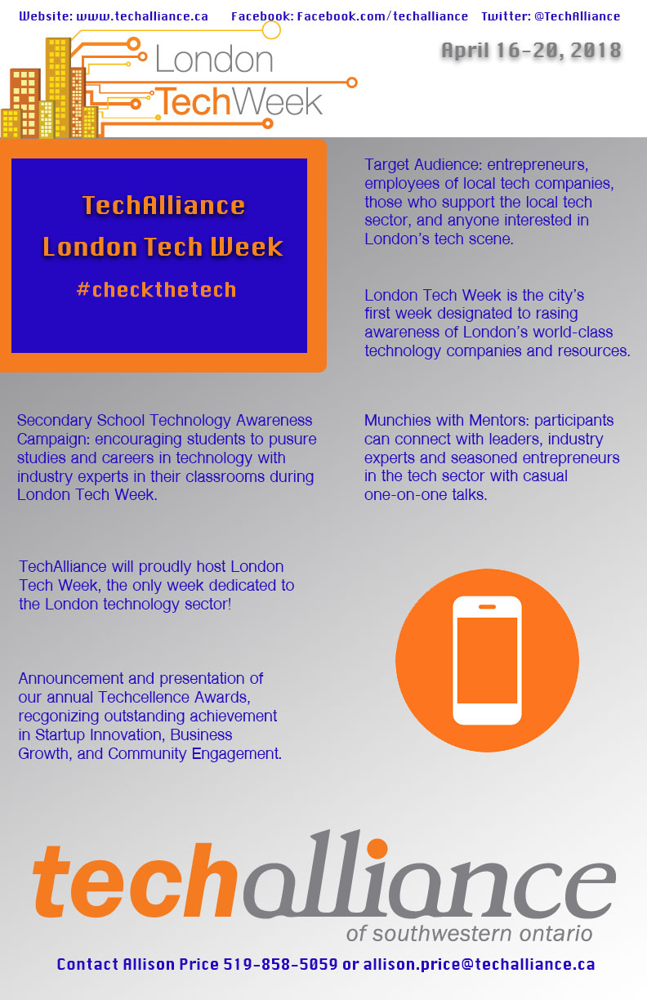 Website: www.techalliance.ca Facebook: Facebook.com/techalliance Twitter: @TechAlliance
April 16-20, 2018
London
TechWeek
TechAlliance
London Tech Week
#checkthetech
Target Audience: entrepreneurs,
employees of local tech companies,
those who support the local tech
sector, and anyone interested in
London's tech scene.
London Tech Week is the city's
first week designated to rasing
awareness of London's world-class
technology companies and resources.
Secondary School Technology Awareness
Campaign: encouraging students to pusure
studies and careers in technology with
industry experts in their classrooms during
London Tech Week.
Munchies with Mentors: participants
can connect with leaders, industry
experts and seasoned entrepreneurs
in the tech sector with casual
one-on-one talks.
TechAlliance will proudly host London
Tech Week, the only week dedicated to
the London technology sector!
Announcement and presentation of
our annual Techcellence Awards,
recgonizing outstanding achievement
in Startup Innovation, Business
Growth, and Community Engagement.
techalliance
of southwestern ontario
Contact Allison Price 519-858-5059 or allison.price@techalliance.ca